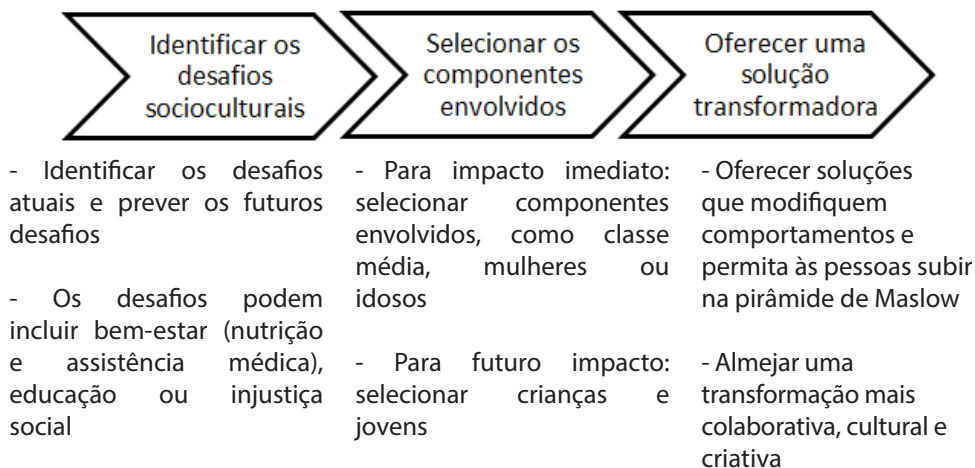 Identificar os
desafios
socioculturais
Selecionar os
componentes
envolvidos
Oferecer uma
solução
transformadora
- Identificar os desafios
atuais e prever os futuros
desafios
- Os desafios podem
incluir bem-estar (nutrição
e assistência médica),
educação ou injustiça
social
- Para impacto imediato:
selecionar componentes
envolvidos, como classe
média, mulheres ou
idosos
- Para futuro impacto:
selecionar crianças e
jovens
- Oferecer soluções
que modifiquem
comportamentos e
permita às pessoas subir
na pirâmide de Maslow
- Almejar uma
transformação mais
colaborativa, cultural e
criativa